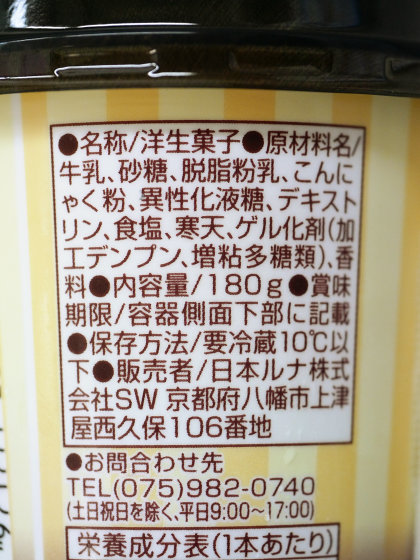 ●名称/洋生菓子●原材料名/
牛乳、砂糖、脱脂粉乳、こんに
ゃく粉、異性化液糖、デキスト
リン、食塩、寒天、ゲル化剤(加
工デンプン、増粘多糖類)、香
料●内容量/180g●賞味
期限/容器側面下部に記載
●保存方法/要冷蔵10℃以
下●販売者/日本ルナ株式
会社SW 京都府八幡市上津
屋西久保106番地
●お問合わせ先
TEL(075)982-0740
(土日祝日を除く、平日9:00〜17:00)
栄養成分表(1本あたり)